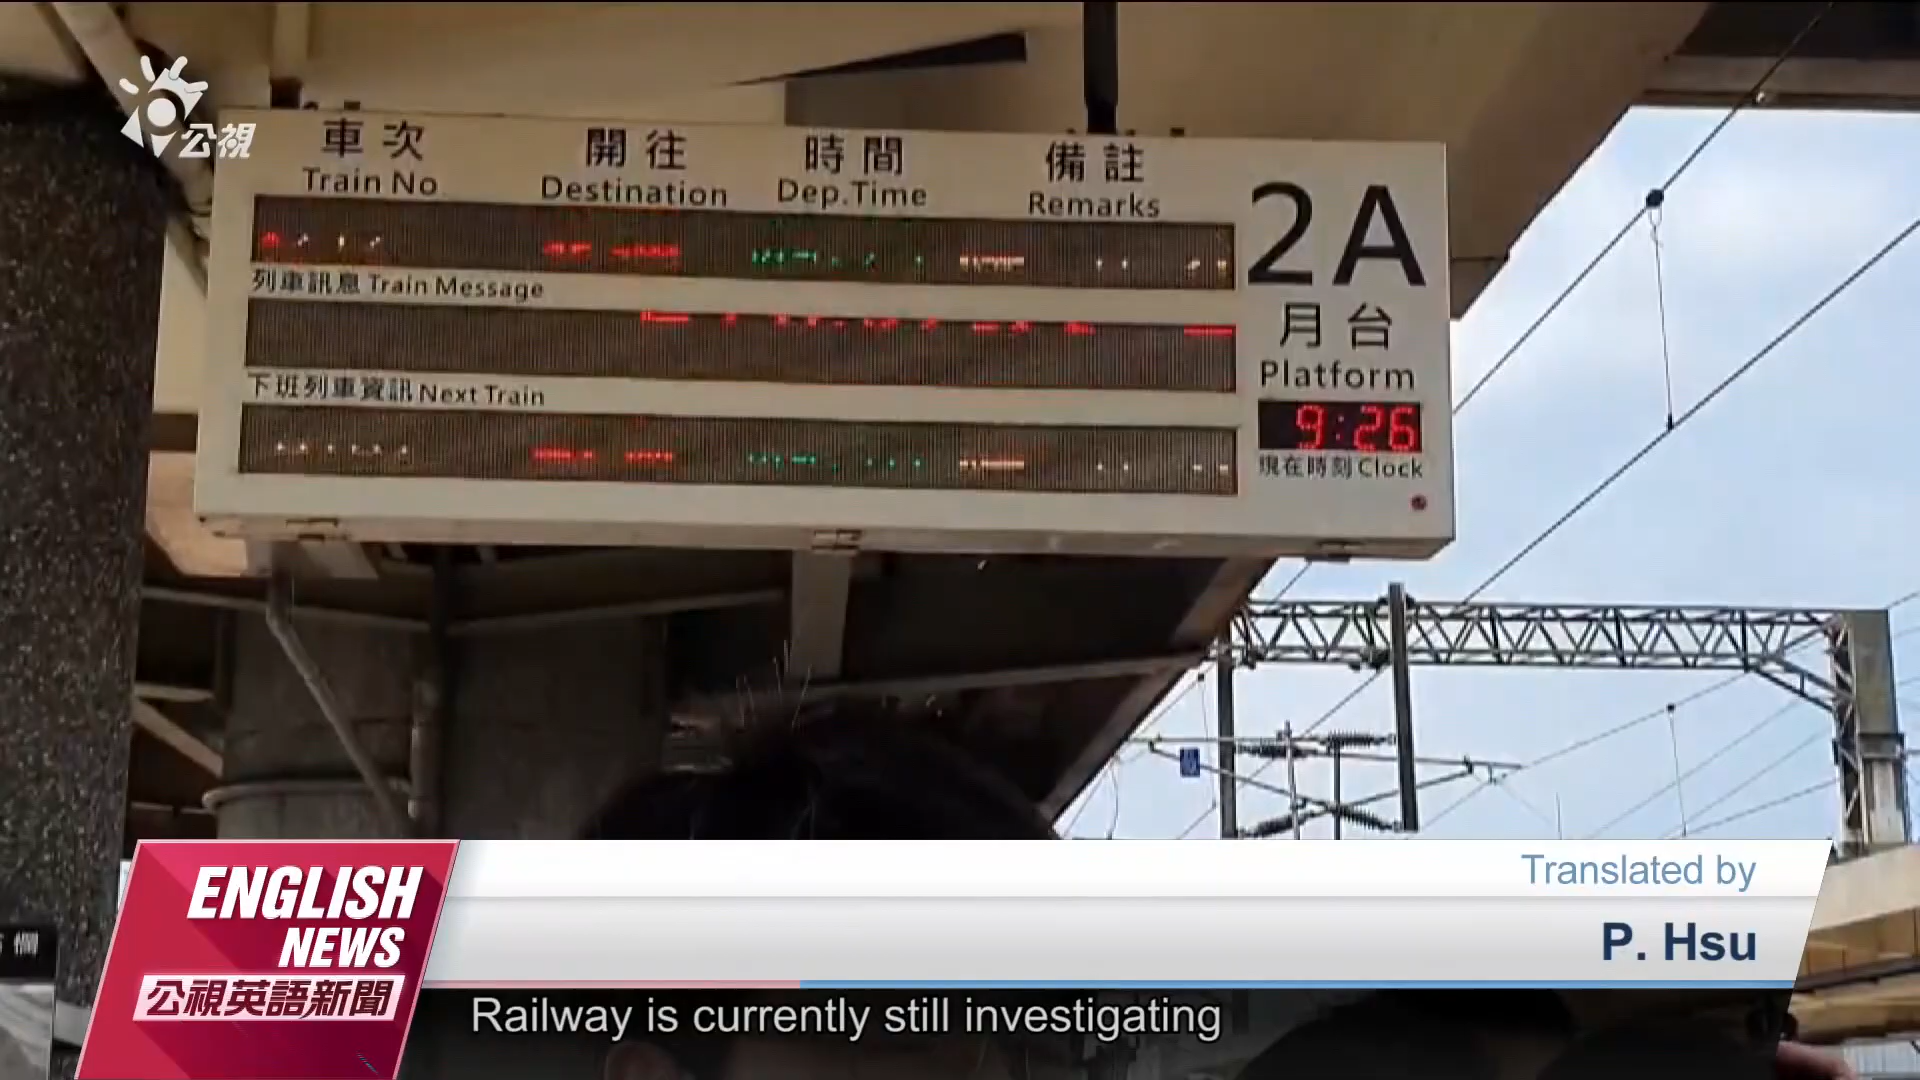 公視
車次 開往 時間 備註
Train No Destination Dep.Time Remarks
2A
列車訊息 Train Message
月台
Platform
下班列車資訊 Next Train
9:26
現在時刻 Clock
ENGLISH
NEWS
公視英語新聞
Translated by
P. Hsu
Railway is currently still investigating